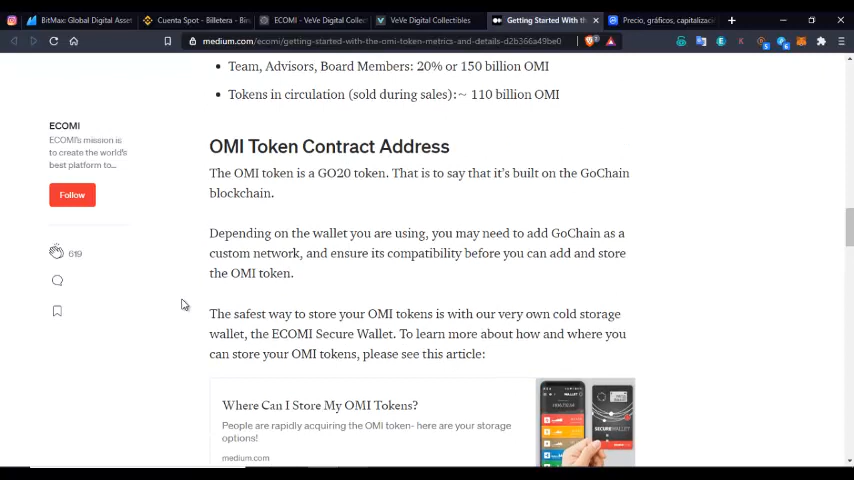 BitMax: Global Digital Asset
Cuenta Spot - Billetera - Bin
ECOMI - VeVe Digital Collec
VeVe Digital Collectibles
Getting Started With th
Precio, gráficos, capitalizaci
medium.com/ecomi/getting-started-with-the-omi-token-metrics-and-details-d2b366a49be0
Team, Advisors, Board Members: 20% or 150 billion OMI
Tokens in circulation (sold during sales):~ 110 billion OMI
ECOMI
ECOMI's mission is
to create the world's
best platform to...
Follow
619
OMI Token Contract Address
The OMI token is a GO20 token. That is to say that it's built on the GoChain
blockchain.
Depending on the wallet you are using, you may need to add GoChain as a
custom network, and ensure its compatibility before you can add and store
the OMI token.
The safest way to store your OMI tokens is with our very own cold storage
wallet, the ECOMI Secure Wallet. To learn more about how and where you
can store your OMI tokens, please see this article:
Where Can I Store My OMI Tokens?
People are rapidly acquiring the OMI token- here are your storage
options!
medium.com